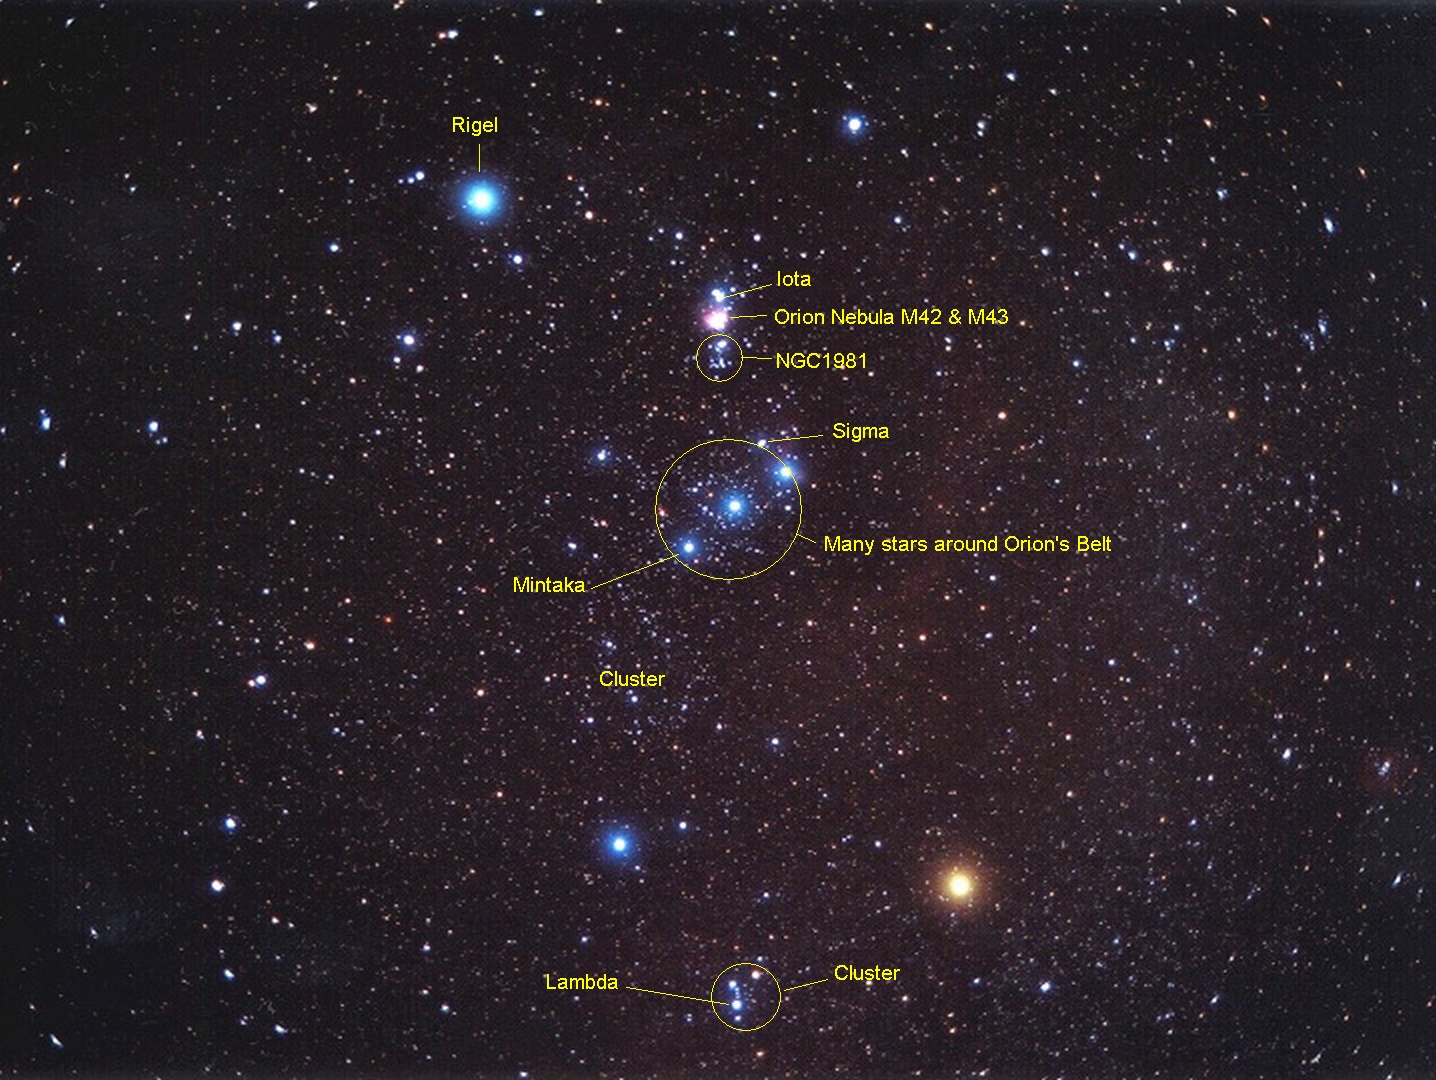 Rigel
Iota
Orion Nebula M42 & M43
NGC1981
Sigma
Many stars around Orion's Belt
Mintaka
Cluster
Cluster
Lambda